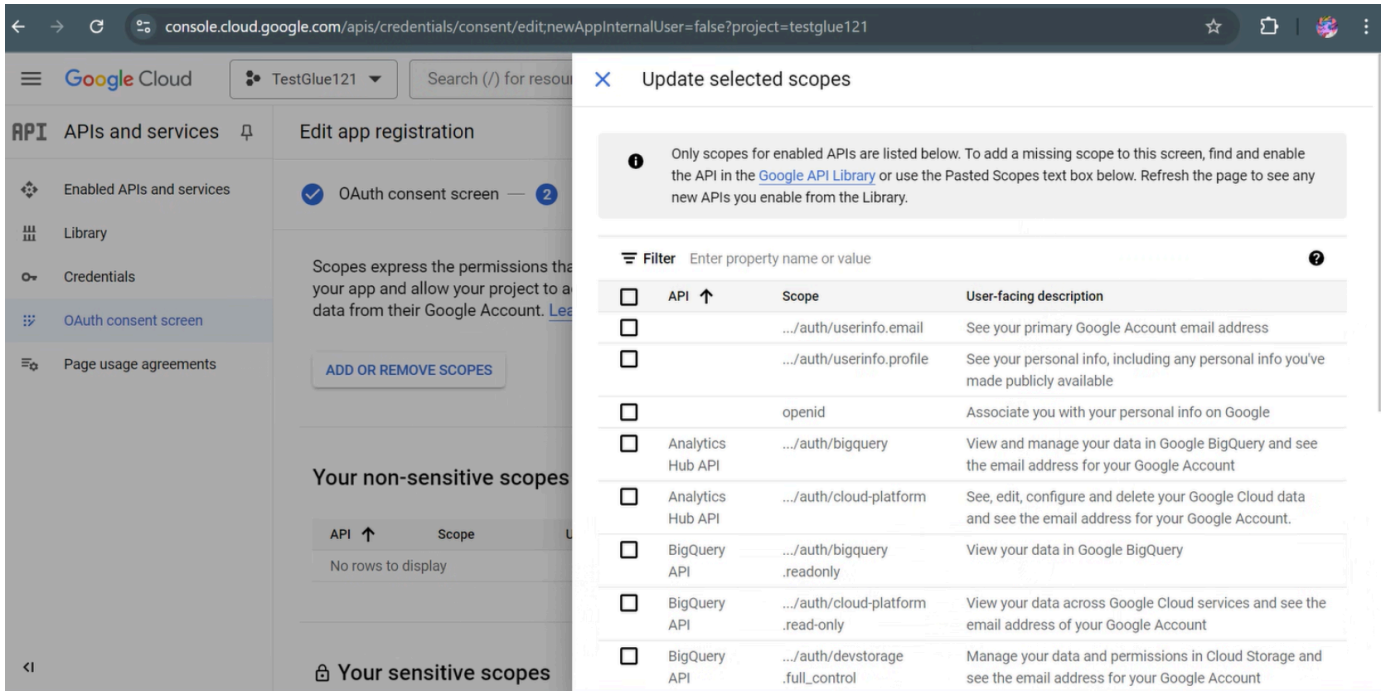 console.cloud.google.com/apis/credentials/consent/edit;newAppInternalUser=false?project=testglue121
Google Cloud
TestGlue121
Search (/) for resou
API APIs and services
Enabled APIs and services
Library
Credentials
OAuth consent screen
Page usage agreements
Edit app registration
OAuth consent screen — 2
Scopes express the permissions tha
your app and allow your project to a
data from their Google Account. Lea
ADD OR REMOVE SCOPES
Your non-sensitive scopes
API Scope U
No rows to display
Your sensitive scopes
Update selected scopes
Only scopes for enabled APIs are listed below. To add a missing scope to this screen, find and enable
the API in the Google API Library or use the Pasted Scopes text box below. Refresh the page to see any
new APIs you enable from the Library.
Filter Enter property name or value
API Scope User-facing description
.../auth/userinfo.email See your primary Google Account email address
.../auth/userinfo.profile See your personal info, including any personal info you've
made publicly available
openid Associate you with your personal info on Google
Analytics .../auth/bigquery View and manage your data in Google BigQuery and see
Hub API the email address for your Google Account
Analytics .../auth/cloud-platform See, edit, configure and delete your Google Cloud data
Hub API and see the email address for your Google Account.
BigQuery .../auth/bigquery View your data in Google BigQuery
API .readonly
BigQuery .../auth/cloud-platform View your data across Google Cloud services and see the
API .read-only email address of your Google Account
BigQuery .../auth/devstorage Manage your data and permissions in Cloud Storage and
API .full_control see the email address for your Google Account